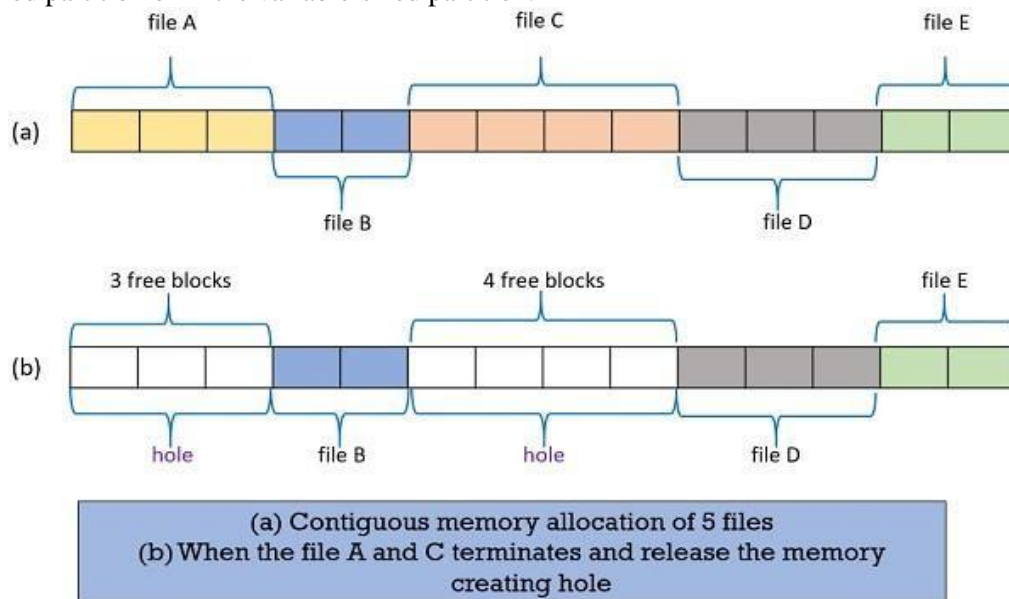 file A file C file E
(a)
file B file D
3 free blocks 4 free blocks file E
(b)
hole file B hole file D
(a) Contiguous memory allocation of 5 files
(b) When the file A and C terminates and release the memory
creating hole